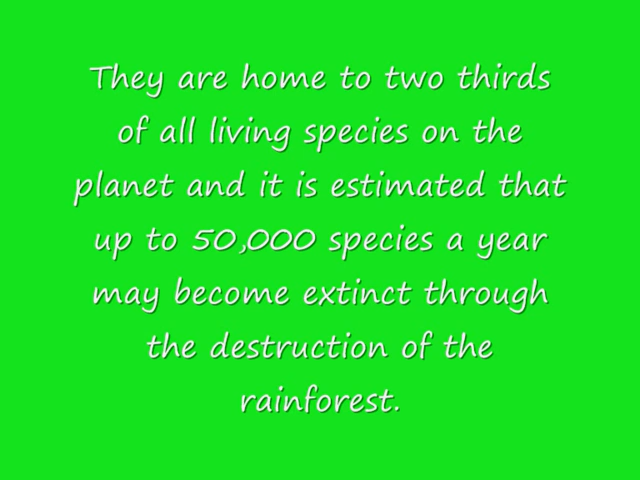 They are home to two thirds
of all living species on the
planet and it is estimated that
up to 50,000 species a year
may become extinct through
the destruction of the
rainforest.